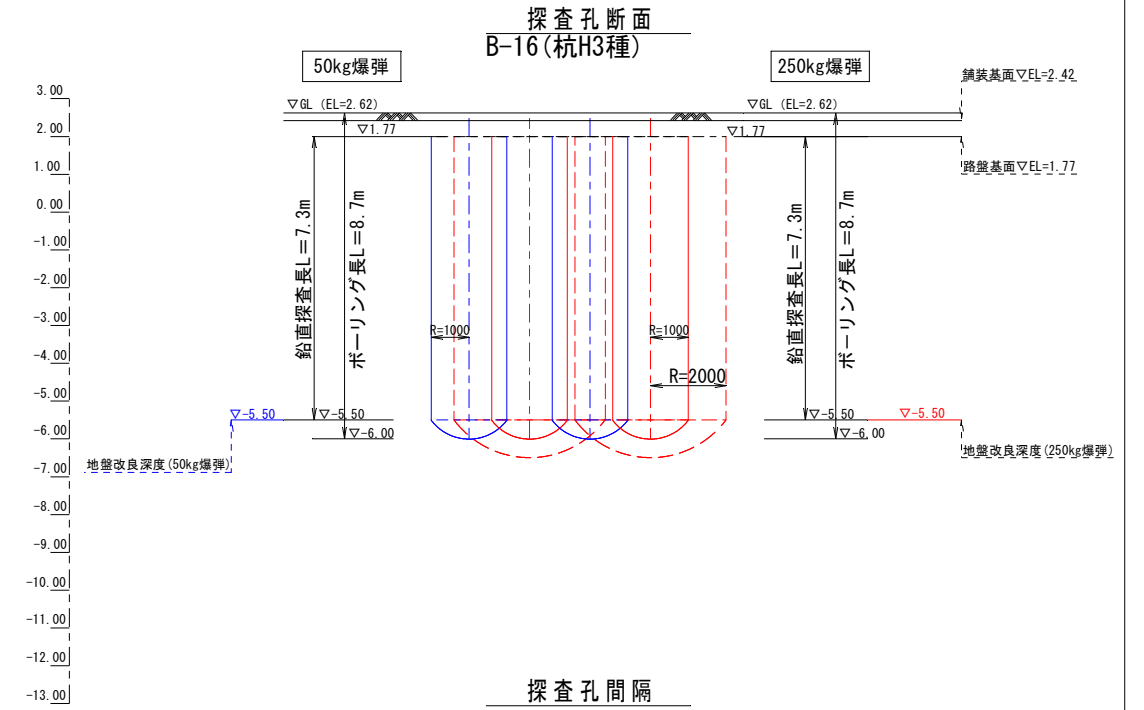 探査孔断面
B-16(杭H3種)
50kg爆弾
250kg爆弾
舗装基面▽EL=2.42
▽GL (EL=2.62)
▽GL (EL=2.62)
▽1.77
▽1.77
路盤基面▽EL=1.77
3.00
2.00
1.00
0.00
-1.00
-2.00
-3.00
-4.00
-5.00
-6.00
-7.00
-8.00
-9.00
-10.00
-11.00
-12.00
-13.00
鉛直探査長L=7.3m
ボーリング長L=8.7m
鉛直探査長L=7.3m
ボーリング長L=8.7m
R=1000
R=1000
R=2000
▽-5.50
▽-5.50
▽-6.00
▽-5.50
▽-5.50
▽-6.00
地盤改良深度(50kg爆弾)
地盤改良深度(250kg爆弾)
探査孔間隔